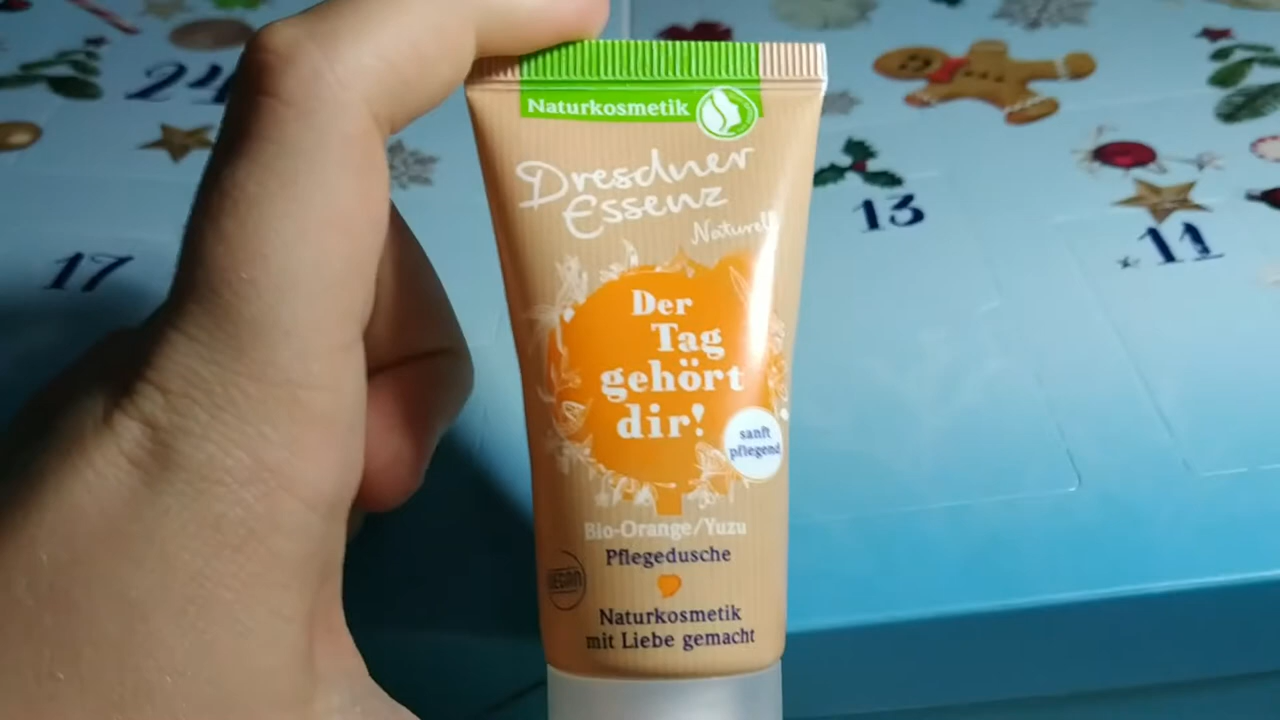 24
17
13
11
Naturkosmetik
Dresdner
Essenz
Naturell
Der
Tag
gehört
dir!
sanft
pflegend
Bio-Orange/Yuzu
Pflegedusche
VEGAN
Naturkosmetik
mit Liebe gemacht